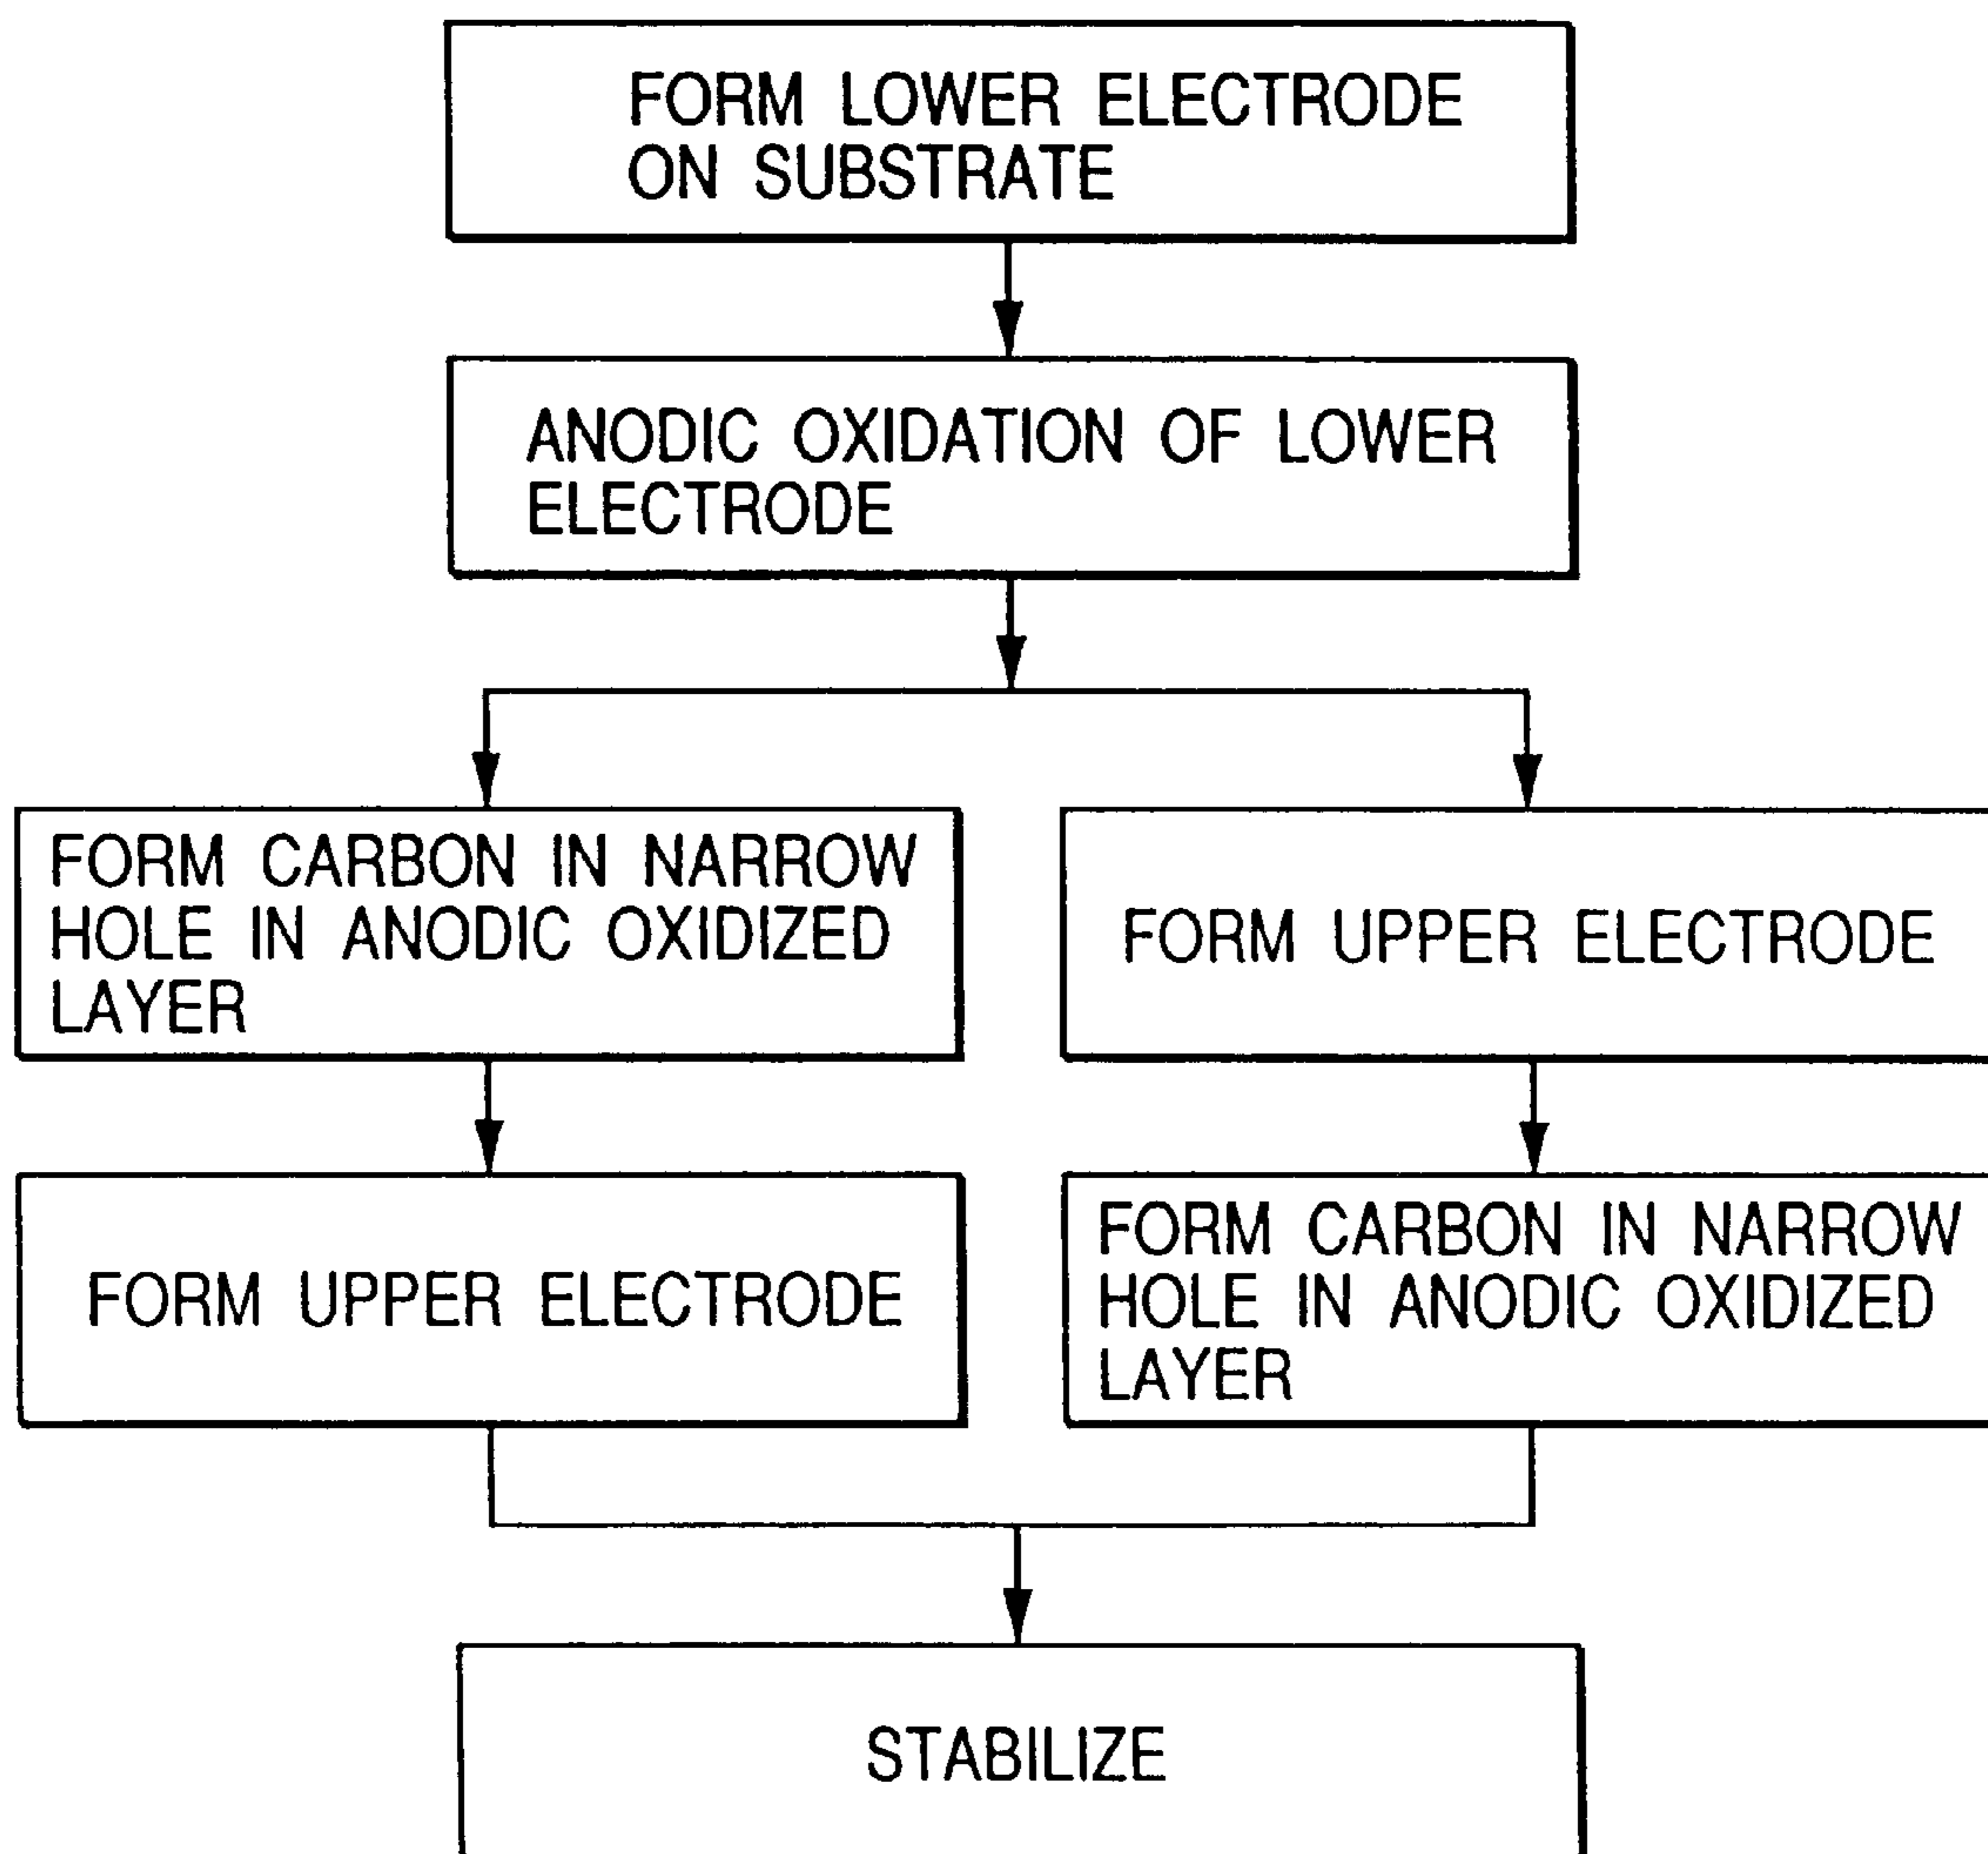 FORM LOWER ELECTRODE
ON SUBSTRATE
ANODIC OXIDATION OF LOWER
ELECTRODE
FORM CARBON IN NARROW
HOLE IN ANODIC OXIDIZED
LAYER
FORM UPPER ELECTRODE
FORM UPPER ELECTRODE
FORM CARBON IN NARROW
HOLE IN ANODIC OXIDIZED
LAYER
STABILIZE